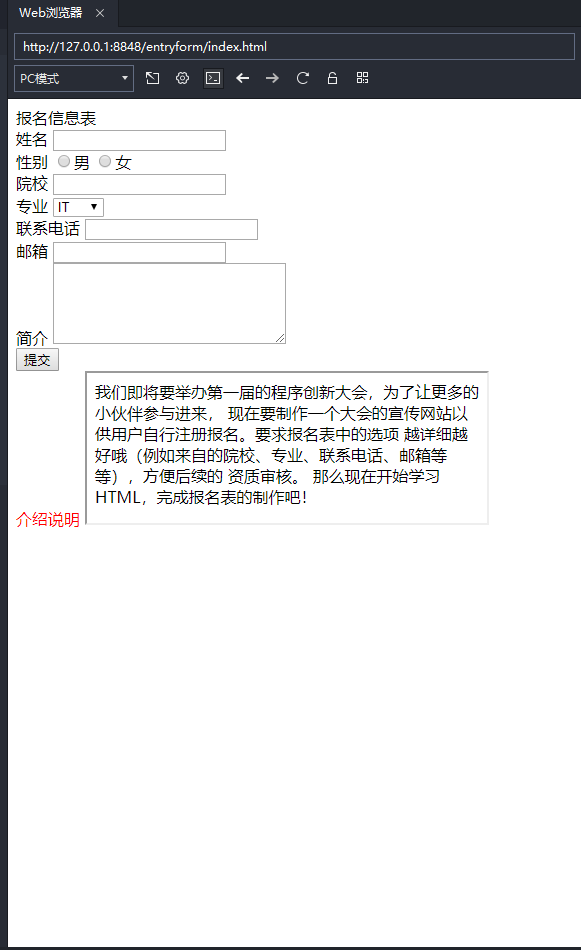 Web浏览器
http://127.0.0.1:8848/entryform/index.html
PC模式
报名信息表
姓名
性别 男 女
院校
专业 IT
联系电话
邮箱
简介
提交
我们即将要举办第一届的程序创新大会，为了让更多的
小伙伴参与进来， 现在要制作一个大会的宣传网站以
供用户自行注册报名。要求报名表中的选项 越详细越
好哦（例如来自的院校、专业、联系电话、邮箱等
等），方便后续的 资质审核。 那么现在开始学习
HTML，完成报名表的制作吧！
介绍说明